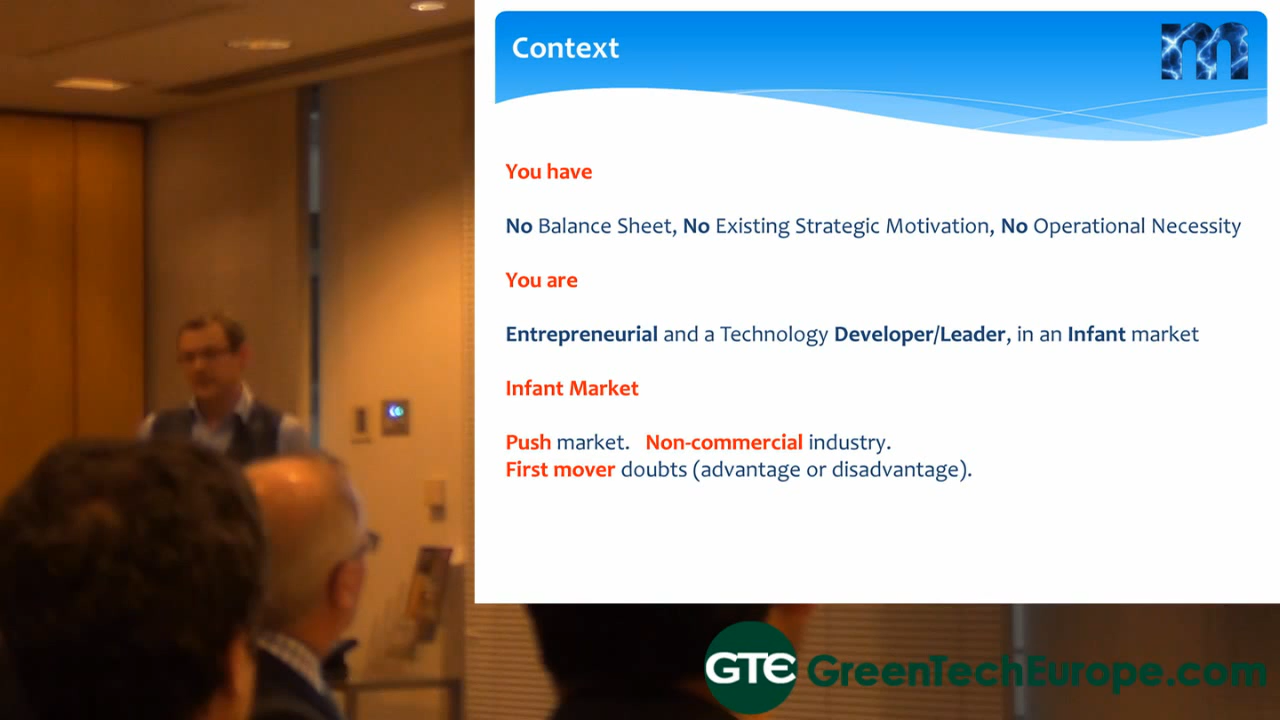 Context
m
You have
No Balance Sheet, No Existing Strategic Motivation, No Operational Necessity
You are
Entrepreneurial and a Technology Developer/Leader, in an Infant market
Infant Market
Push market. Non-commercial industry.
First mover doubts (advantage or disadvantage).
GTE GreenTechEurope.com